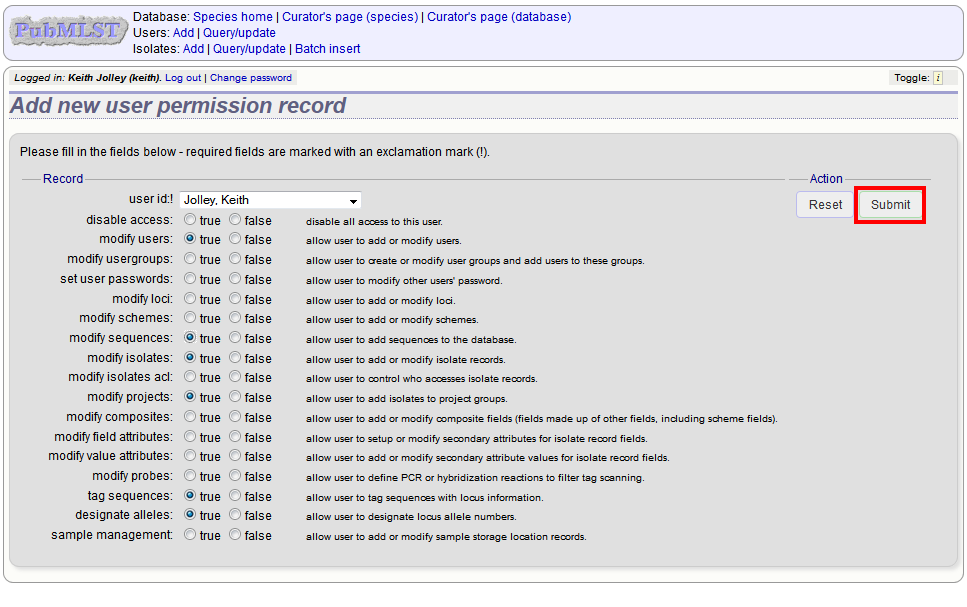 PubMLST
Database: Species home | Curator's page (species) | Curator's page (database)
Users: Add | Query/update
Isolates: Add | Query/update | Batch insert
Logged in: Keith Jolley (keith). Log out | Change password
Toggle: i
Add new user permission record
Please fill in the fields below - required fields are marked with an exclamation mark (!).
Record
Action
user id:! Jolley, Keith
Reset Submit
disable access: true false disable all access to this user.
modify users: true false allow user to add or modify users.
modify usergroups: true false allow user to create or modify user groups and add users to these groups.
set user passwords: true false allow user to modify other users' password.
modify loci: true false allow user to add or modify loci.
modify schemes: true false allow user to add or modify schemes.
modify sequences: true false allow user to add sequences to the database.
modify isolates: true false allow user to add or modify isolate records.
modify isolates acl: true false allow user to control who accesses isolate records.
modify projects: true false allow user to add isolates to project groups.
modify composites: true false allow user to add or modify composite fields (fields made up of other fields, including scheme fields).
modify field attributes: true false allow user to setup or modify secondary attributes for isolate record fields.
modify value attributes: true false allow user to add or modify secondary attribute values for isolate record fields.
modify probes: true false allow user to define PCR or hybridization reactions to filter tag scanning.
tag sequences: true false allow user to tag sequences with locus information.
designate alleles: true false allow user to designate locus allele numbers.
sample management: true false allow user to add or modify sample storage location records.